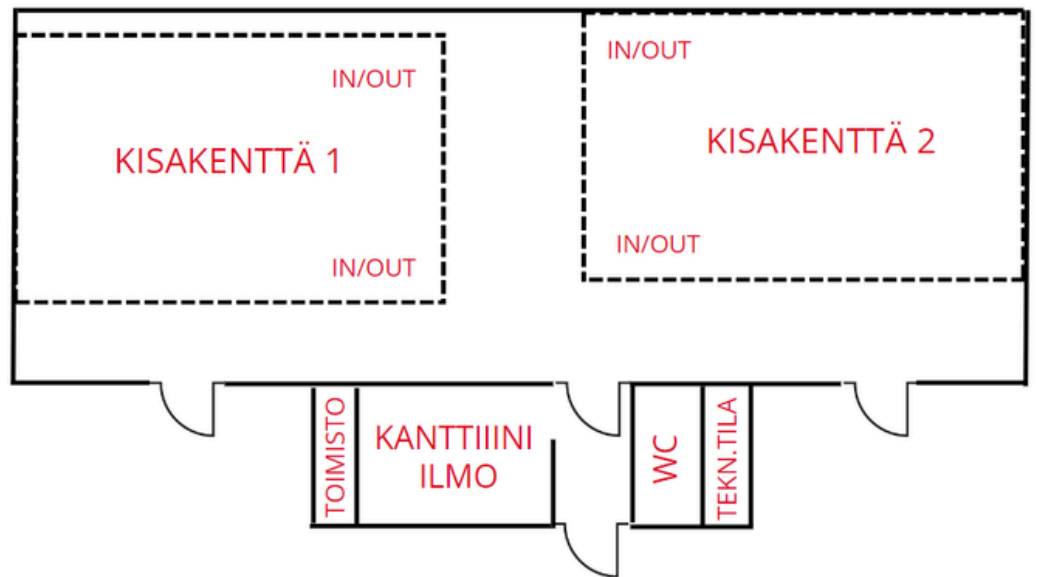 IN/OUT
IN/OUT
KISAKENTTÄ 1
KISAKENTTÄ 2
IN/OUT
IN/OUT
TOIMISTO
KANTTIIINI
ILMO
WC
TEKN.TILA